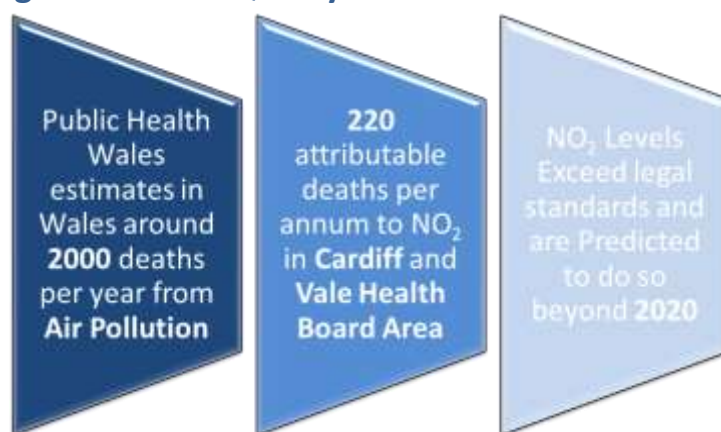 Public Health
Wales
estimates in
Wales around
2000 deaths
per year from
Air Pollution
220
attributable
deaths per
annum to NO₂
in Cardiff and
Vale Health
Board Area
NO₂ Levels
Exceed legal
standards and
are Predicted
to do so
beyond 2020